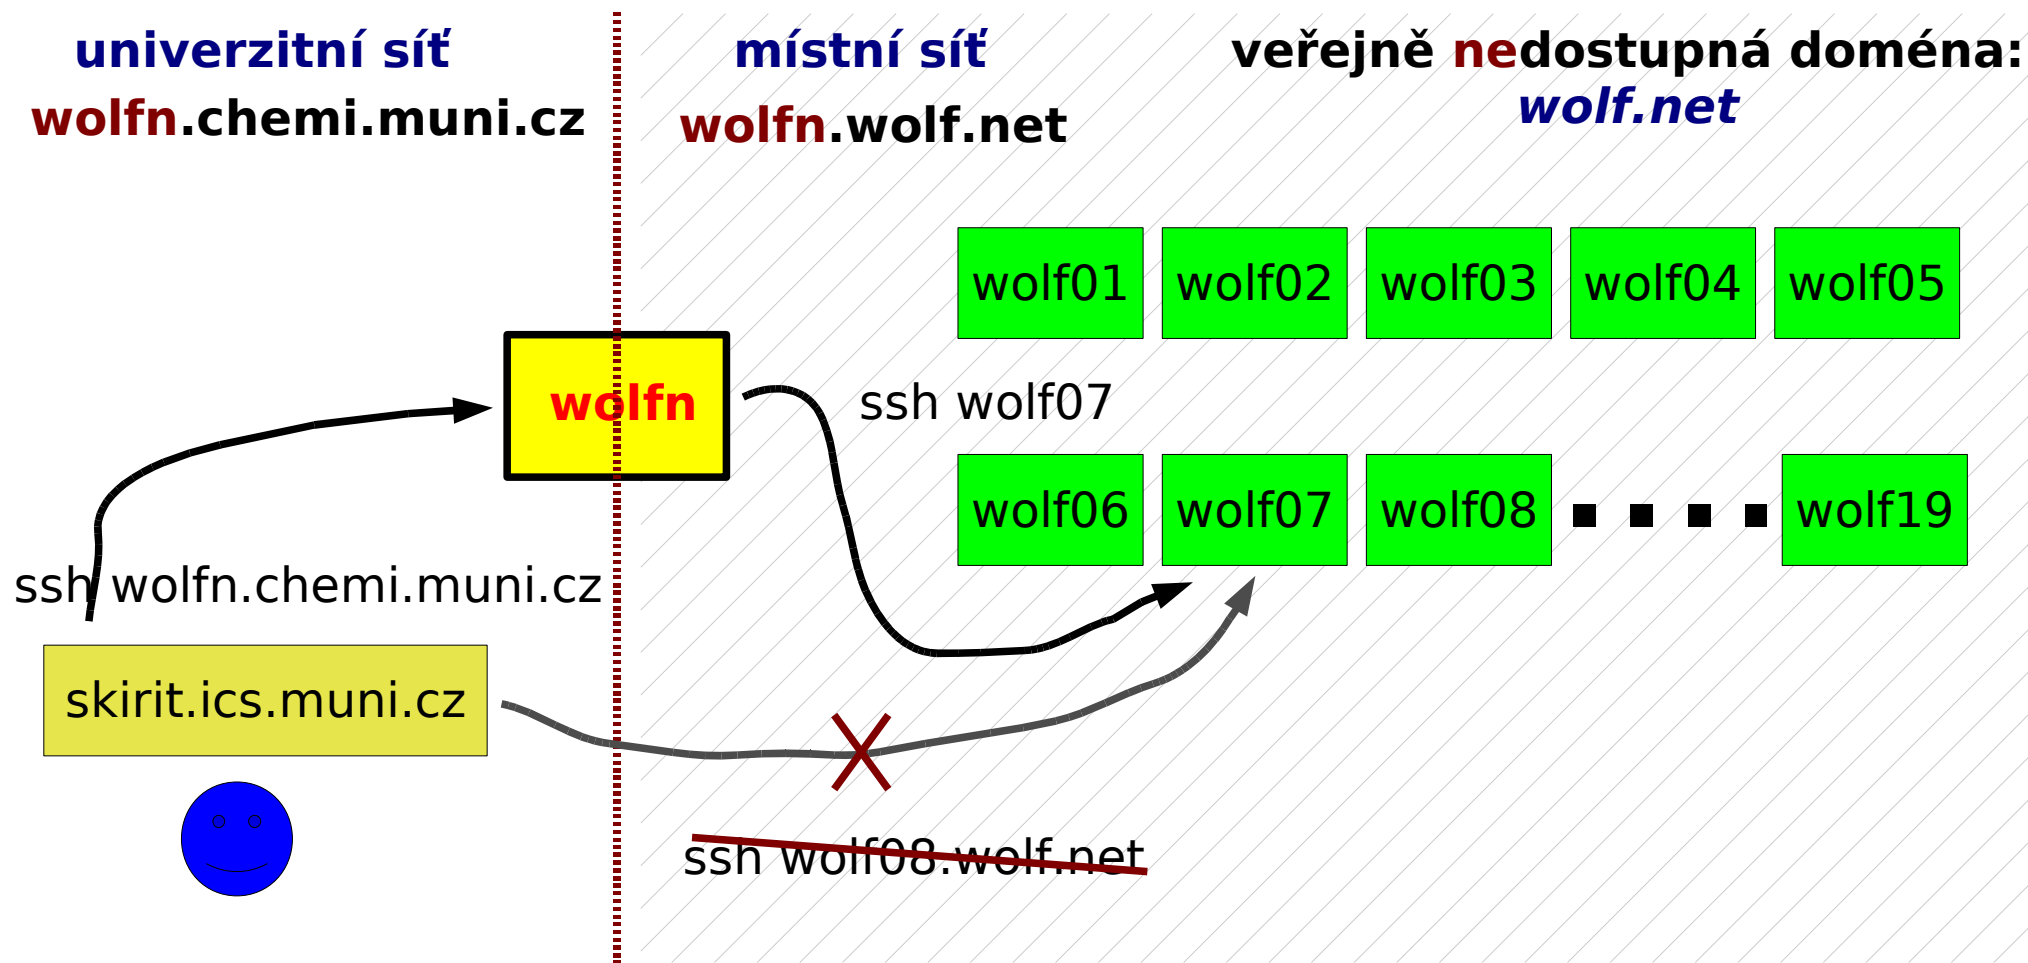 univerzitní síť
wolfn.chemi.muni.cz
místní síť
wolfn.wolf.net
veřejně nedostupná doména:
wolf.net
wolf01 wolf02 wolf03 wolf04 wolf05
wolfn
ssh wolf07
wolf06 wolf07 wolf08 wolf19
ssh wolfn.chemi.muni.cz
skirit.ics.muni.cz
ssh wolf08.wolf.net